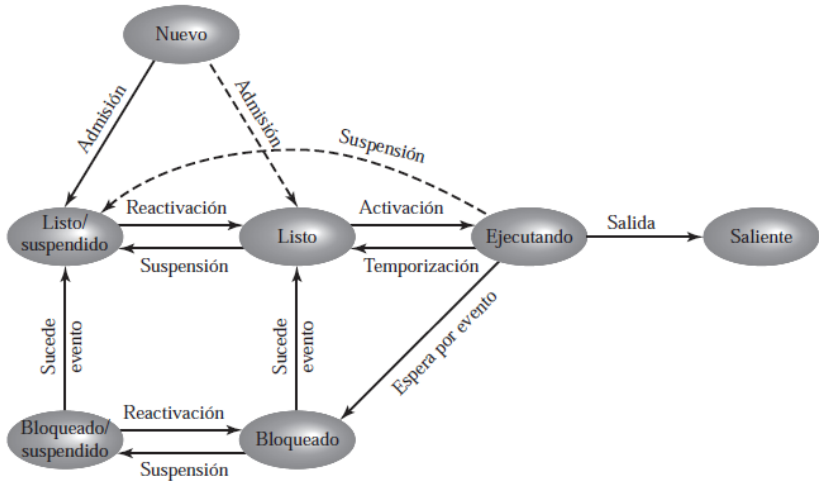 Nuevo
Admisión
Admisión
Suspensión
Listo/
suspendido
Reactivación
Suspensión
Listo
Activación
Temporización
Ejecutando
Salida
Saliente
Sucede
evento
Sucede
evento
Espera por evento
Bloqueado/
suspendido
Reactivación
Suspensión
Bloqueado